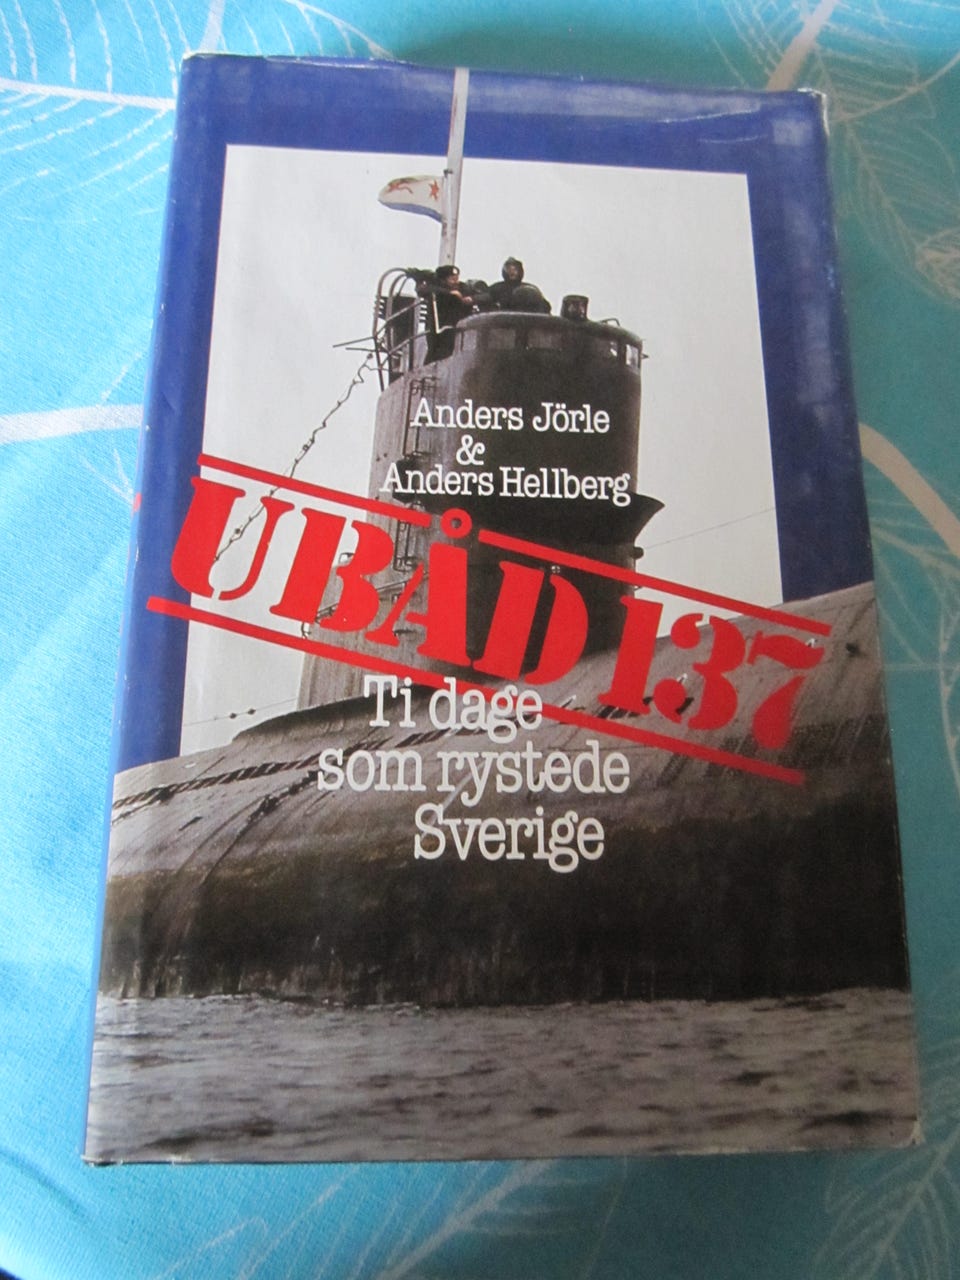 Anders Jörle
&
Anders Hellberg
UBÅD 137
Ti dage
som rystede
Sverige